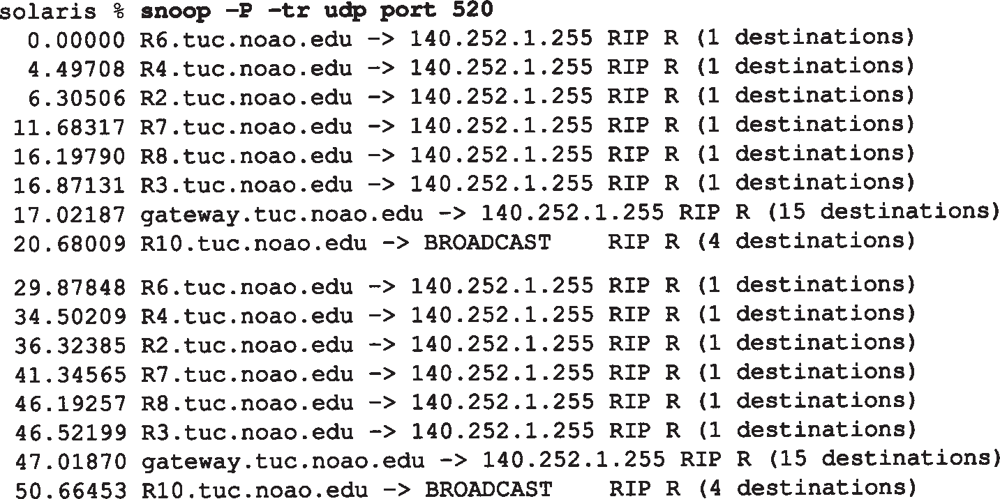 solaris % snoop -P -tr udp port 520
0.00000 R6.tuc.noao.edu -> 140.252.1.255 RIP R (1 destinations)
4.49708 R4.tuc.noao.edu -> 140.252.1.255 RIP R (1 destinations)
6.30506 R2.tuc.noao.edu -> 140.252.1.255 RIP R (1 destinations)
11.68317 R7.tuc.noao.edu -> 140.252.1.255 RIP R (1 destinations)
16.19790 R8.tuc.noao.edu -> 140.252.1.255 RIP R (1 destinations)
16.87131 R3.tuc.noao.edu -> 140.252.1.255 RIP R (1 destinations)
17.02187 gateway.tuc.noao.edu -> 140.252.1.255 RIP R (15 destinations)
20.68009 R10.tuc.noao.edu -> BROADCAST RIP R (4 destinations)
29.87848 R6.tuc.noao.edu -> 140.252.1.255 RIP R (1 destinations)
34.50209 R4.tuc.noao.edu -> 140.252.1.255 RIP R (1 destinations)
36.32385 R2.tuc.noao.edu -> 140.252.1.255 RIP R (1 destinations)
41.34565 R7.tuc.noao.edu -> 140.252.1.255 RIP R (1 destinations)
46.19257 R8.tuc.noao.edu -> 140.252.1.255 RIP R (1 destinations)
46.52199 R3.tuc.noao.edu -> 140.252.1.255 RIP R (1 destinations)
47.01870 gateway.tuc.noao.edu -> 140.252.1.255 RIP R (15 destinations)
50.66453 R10.tuc.noao.edu -> BROADCAST RIP R (4 destinations)